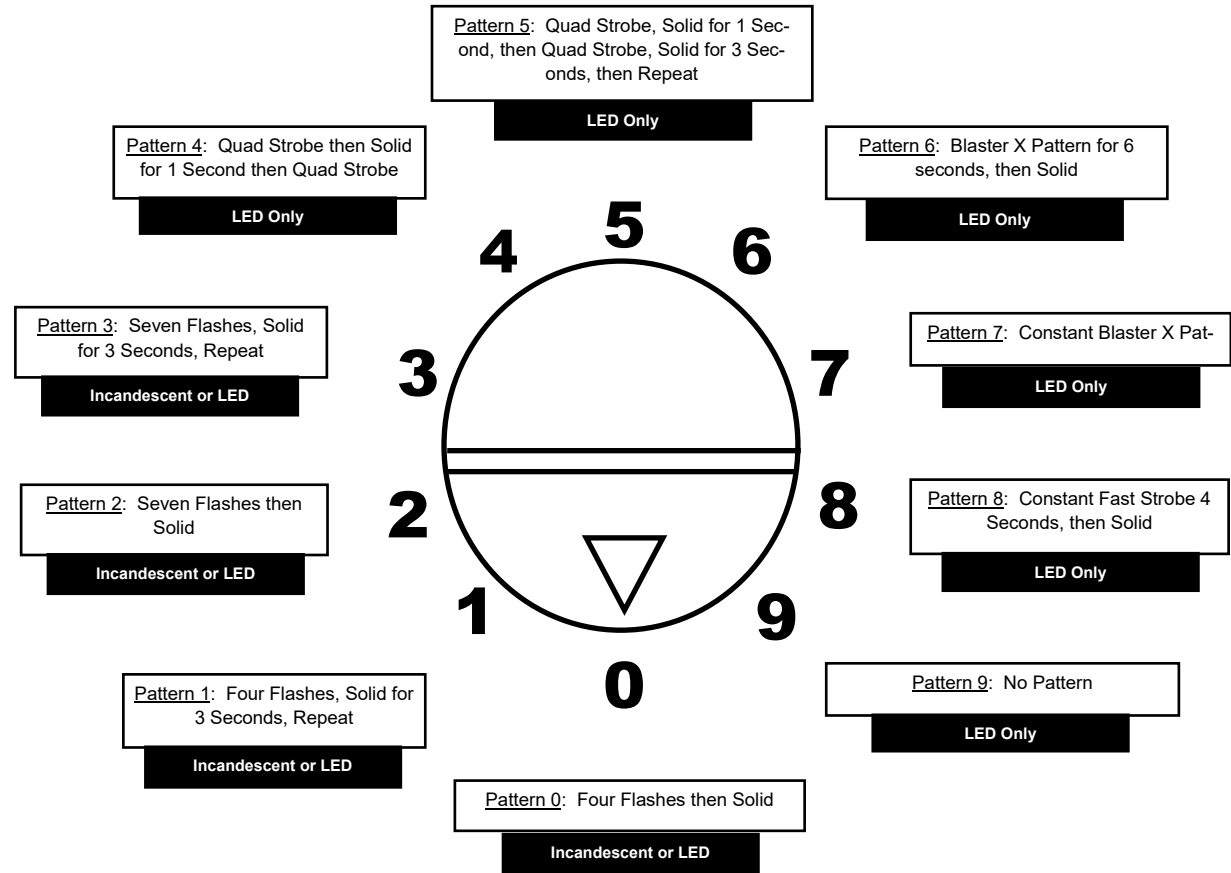 Pattern 5:  Quad Strobe, Solid for 1 Sec-
ond, then Quad Strobe, Solid for 3 Sec-
onds, then Repeat
LED Only
Pattern 4:  Quad Strobe then Solid
for 1 Second then Quad Strobe
LED Only
Pattern 6:  Blaster X Pattern for 6
seconds, then Solid
LED Only
5
4
6
Pattern 3:  Seven Flashes, Solid
for 3 Seconds, Repeat
Incandescent or LED
3
7
Pattern 7:  Constant Blaster X Pat-
LED Only
Pattern 2:  Seven Flashes then
Solid
Incandescent or LED
2
8
Pattern 8:  Constant Fast Strobe 4
Seconds, then Solid
LED Only
1
9
0
Pattern 1:  Four Flashes, Solid for
3 Seconds, Repeat
Incandescent or LED
Pattern 9:  No Pattern
LED Only
Pattern 0:  Four Flashes then Solid
Incandescent or LED